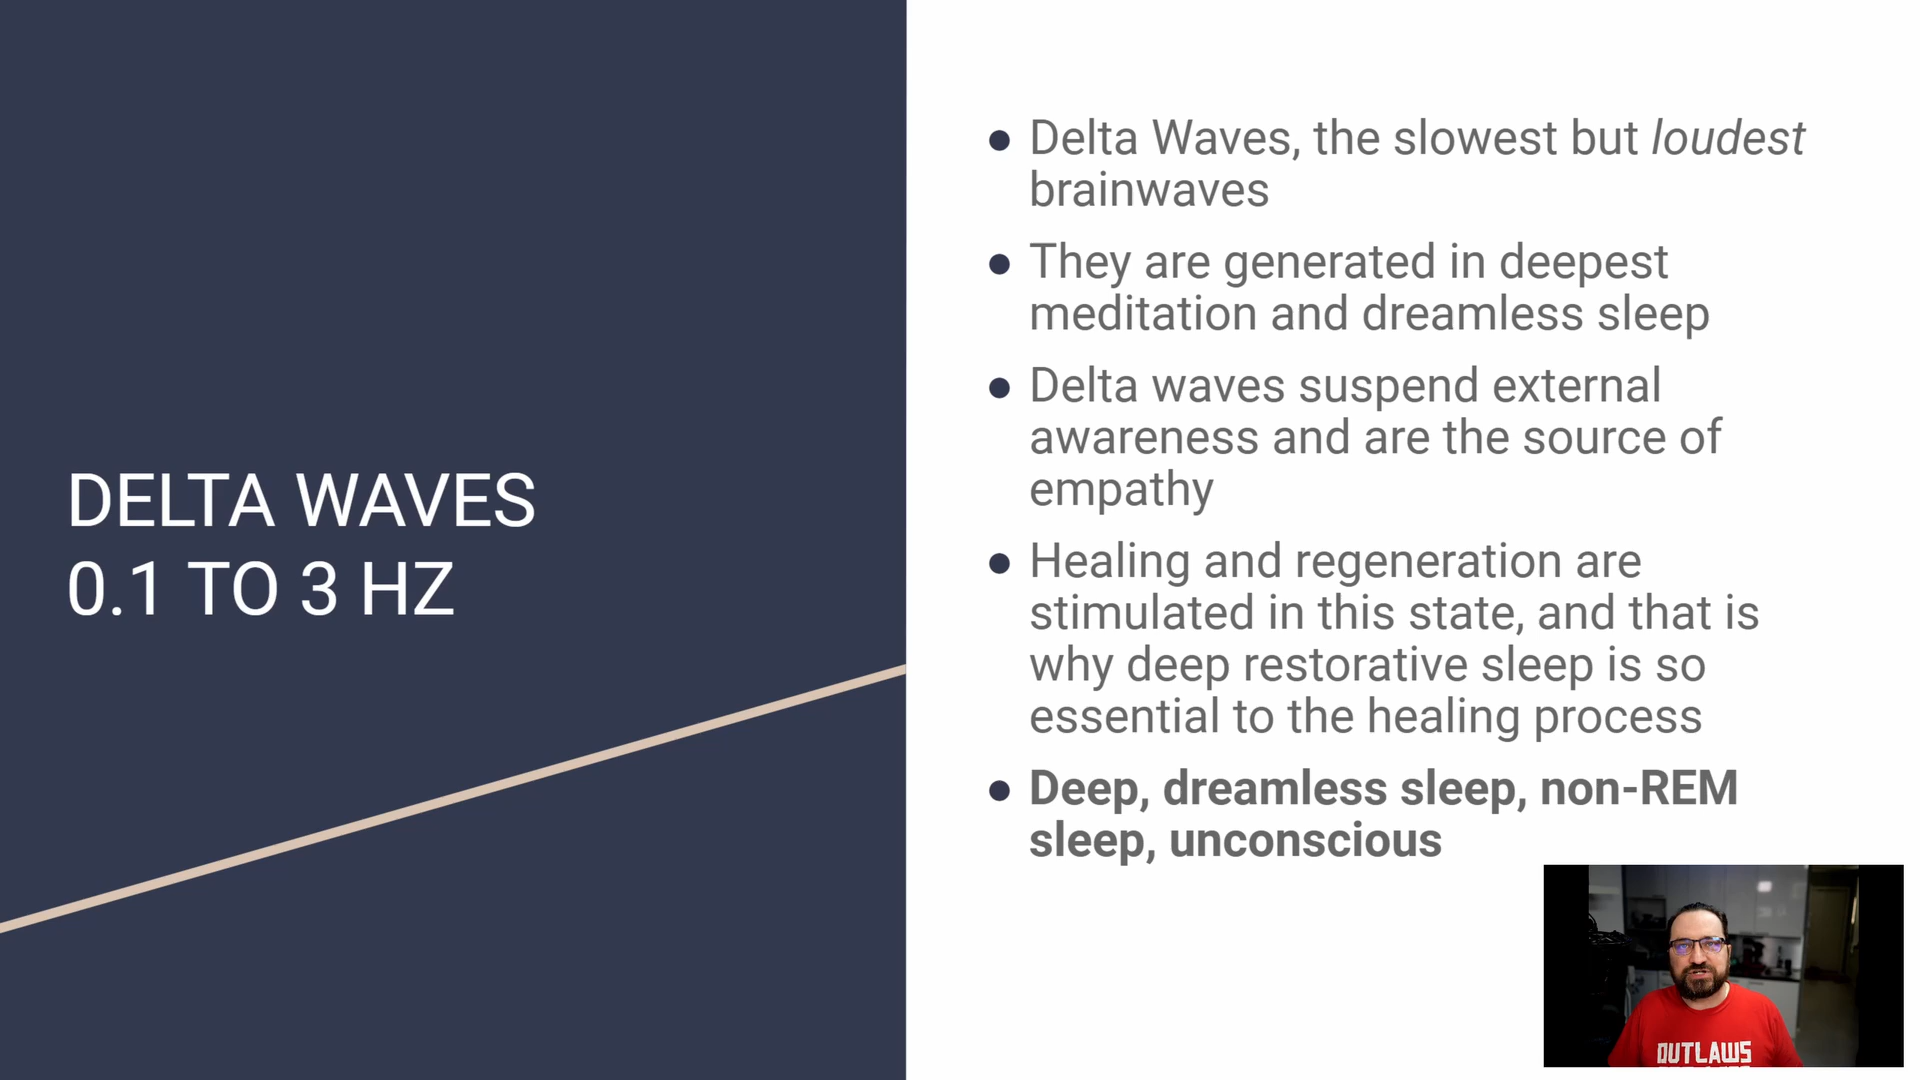 DELTA WAVES
0.1 TO 3 HZ
● Delta Waves, the slowest but loudest
brainwaves
● They are generated in deepest
meditation and dreamless sleep
● Delta waves suspend external
awareness and are the source of
empathy
● Healing and regeneration are
stimulated in this state, and that is
why deep restorative sleep is so
essential to the healing process
● Deep, dreamless sleep, non-REM
sleep, unconscious
OUTLAWS